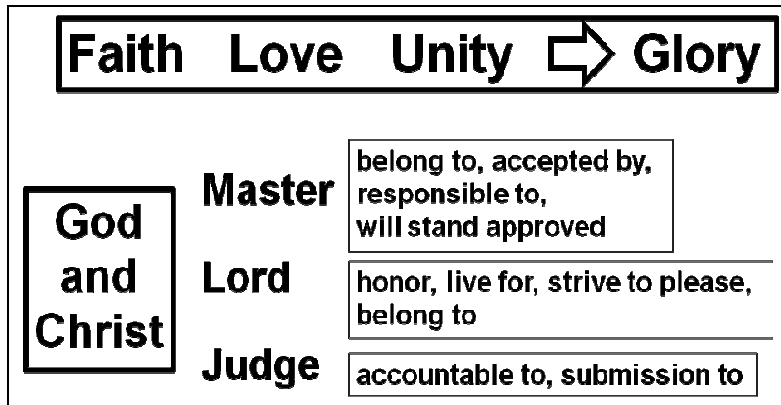 Faith Love Unity ⇨ Glory
God
and
Christ
Master
belong to, accepted by,
responsible to,
will stand approved
Lord
honor, live for, strive to please,
belong to
Judge
accountable to, submission to